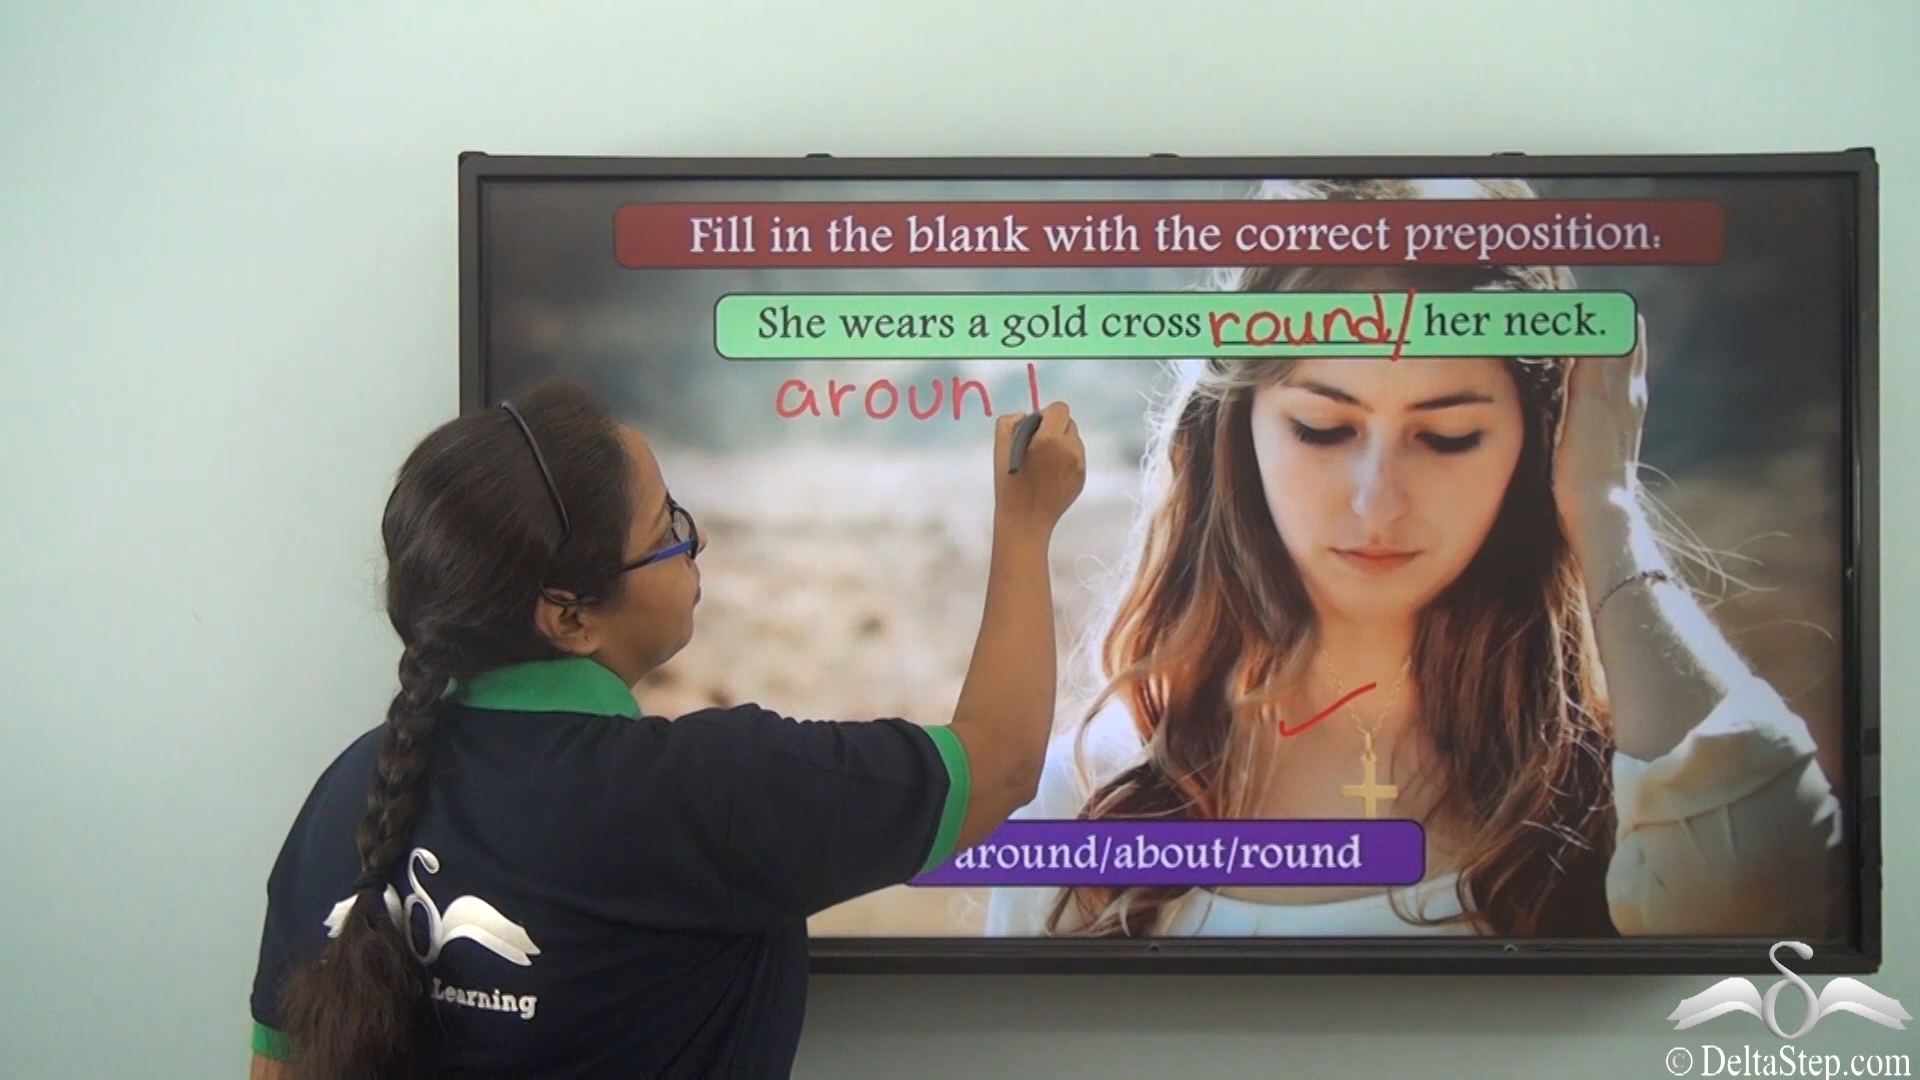 Fill in the blank with the correct preposition:
She wears a gold cross round/ her neck.
aroun
around/about/round
Learning
© DeltaStep.com